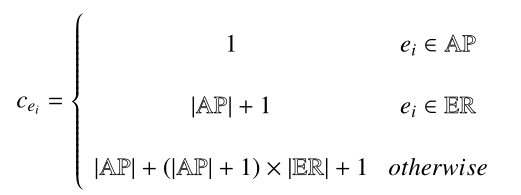 1 e_i ∈ 𝔸ℙ
c_{e_i} = { |𝔸ℙ| + 1 e_i ∈ 𝔼ℝ
|𝔸ℙ| + (|𝔸ℙ| + 1) × |𝔼ℝ| + 1 otherwise